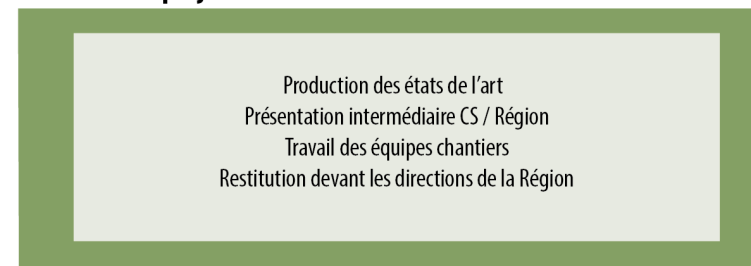 Production des états de l’art
Présentation intermédiaire CS / Région
Travail des équipes chantiers
Restitution devant les directions de la Région